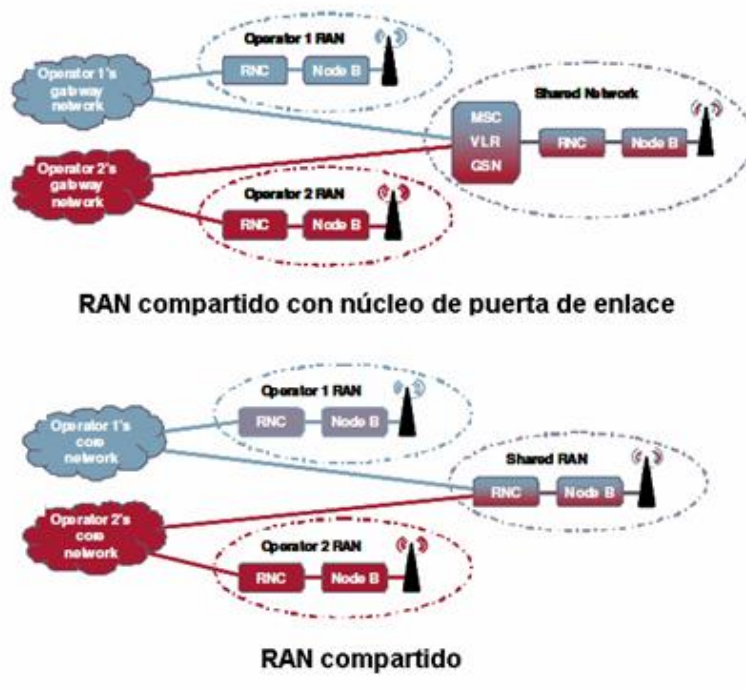 Operator 1 RAN
Operator 1's
gateway
network
RNC
Node B
Shared Network
MSC
VLR
GSN
RNC
Node B
Operator 2's
gateway
network
Operator 2 RAN
RNC
Node B
RAN compartido con núcleo de puerta de enlace
Operator 1 RAN
Operator 1's
core
network
RNC
Node B
Shared RAN
RNC
Node B
Operator 2's
core
network
Operator 2 RAN
RNC
Node B
RAN compartido